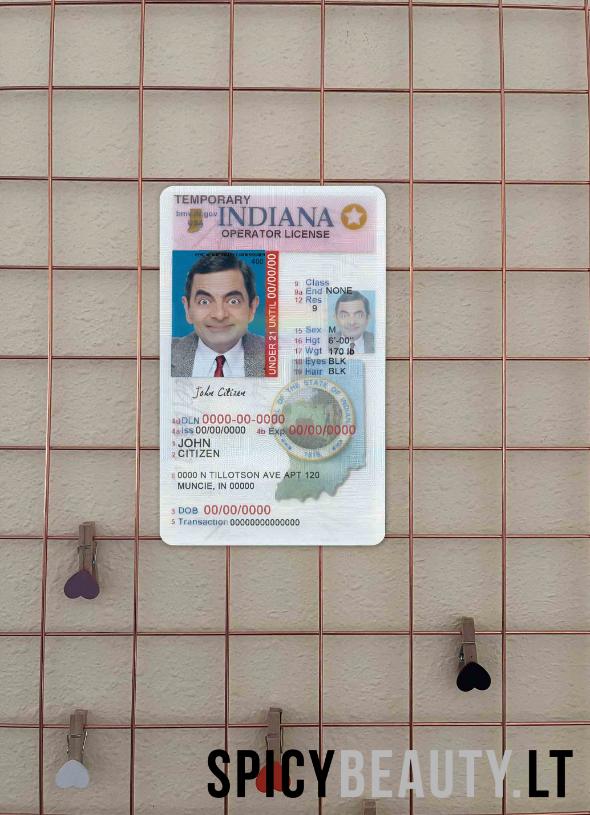 TEMPORARY
bmv.in.gov
USA
INDIANA
OPERATOR LICENSE
400
UNDER 21 UNTIL 00/00/00
9 Class
9a End NONE
12 Res
9
15 Sex M
16 Hgt 6'-00"
17 Wgt 170 lb
18 Eyes BLK
19 Hair BLK
John Citizen
4d DLN 0000-00-0000
4a Iss 00/00/0000 4b Exp 00/00/0000
1 JOHN
2 CITIZEN
8 0000 N TILLOTSON AVE APT 120
MUNCIE, IN 00000
3 DOB 00/00/0000
5 Transaction 00000000000000
OF THE STATE OF INDIANA
1816
SPICYBEAUTY.LT